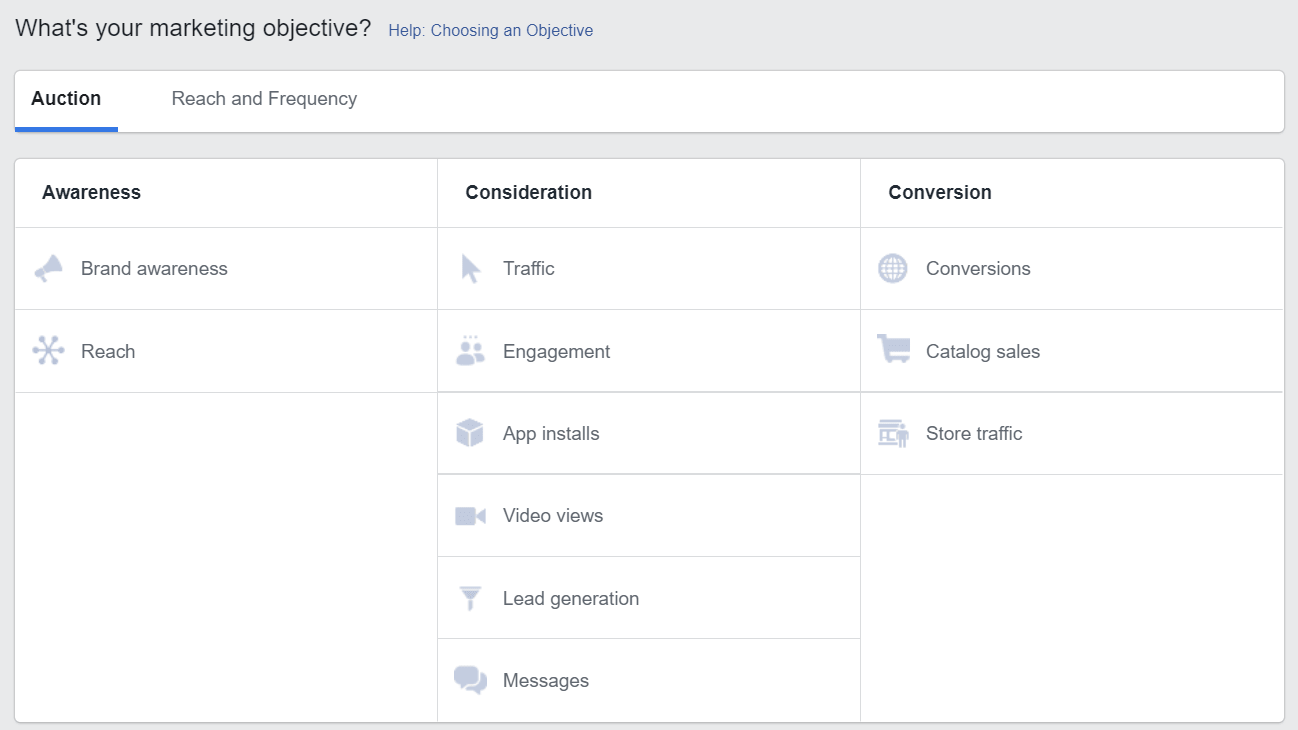 What's your marketing objective? Help: Choosing an Objective
Auction Reach and Frequency
Awareness Consideration Conversion
Brand awareness Traffic Conversions
Reach Engagement Catalog sales
App installs Store traffic
Video views
Lead generation
Messages